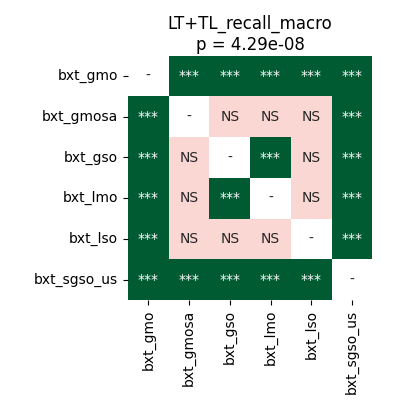 LT+TL_recall_macro
p = 4.29e-08
bxt_gmo - *** *** *** *** ***
bxt_gmosa *** - NS NS NS ***
bxt_gso *** NS - *** NS ***
bxt_lmo *** NS *** - NS ***
bxt_lso *** NS NS NS - ***
bxt_sgso_us *** *** *** *** *** -
bxt_gmo bxt_gmosa bxt_gso bxt_lmo bxt_lso bxt_sgso_us